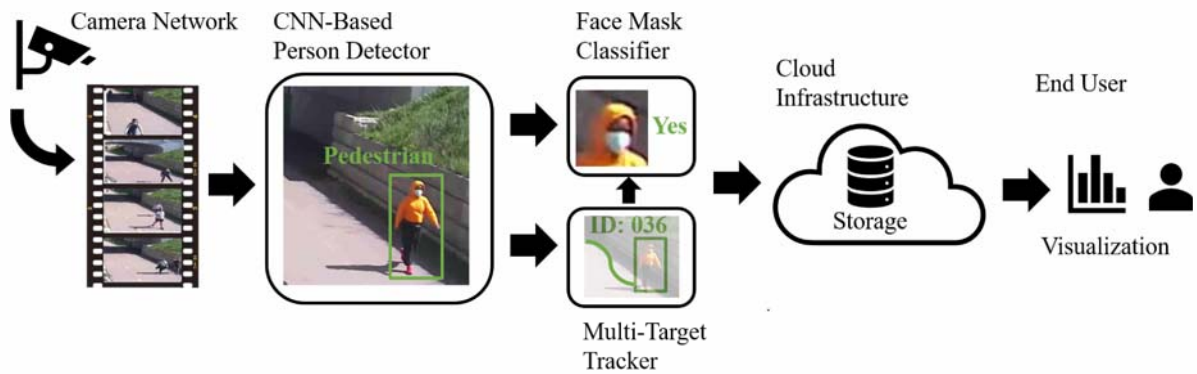 Camera Network
CNN-Based
Person Detector
Face Mask
Classifier
Cloud
Infrastructure
End User
Pedestrian
Yes
ID: 036
Storage
Visualization
Multi-Target
Tracker